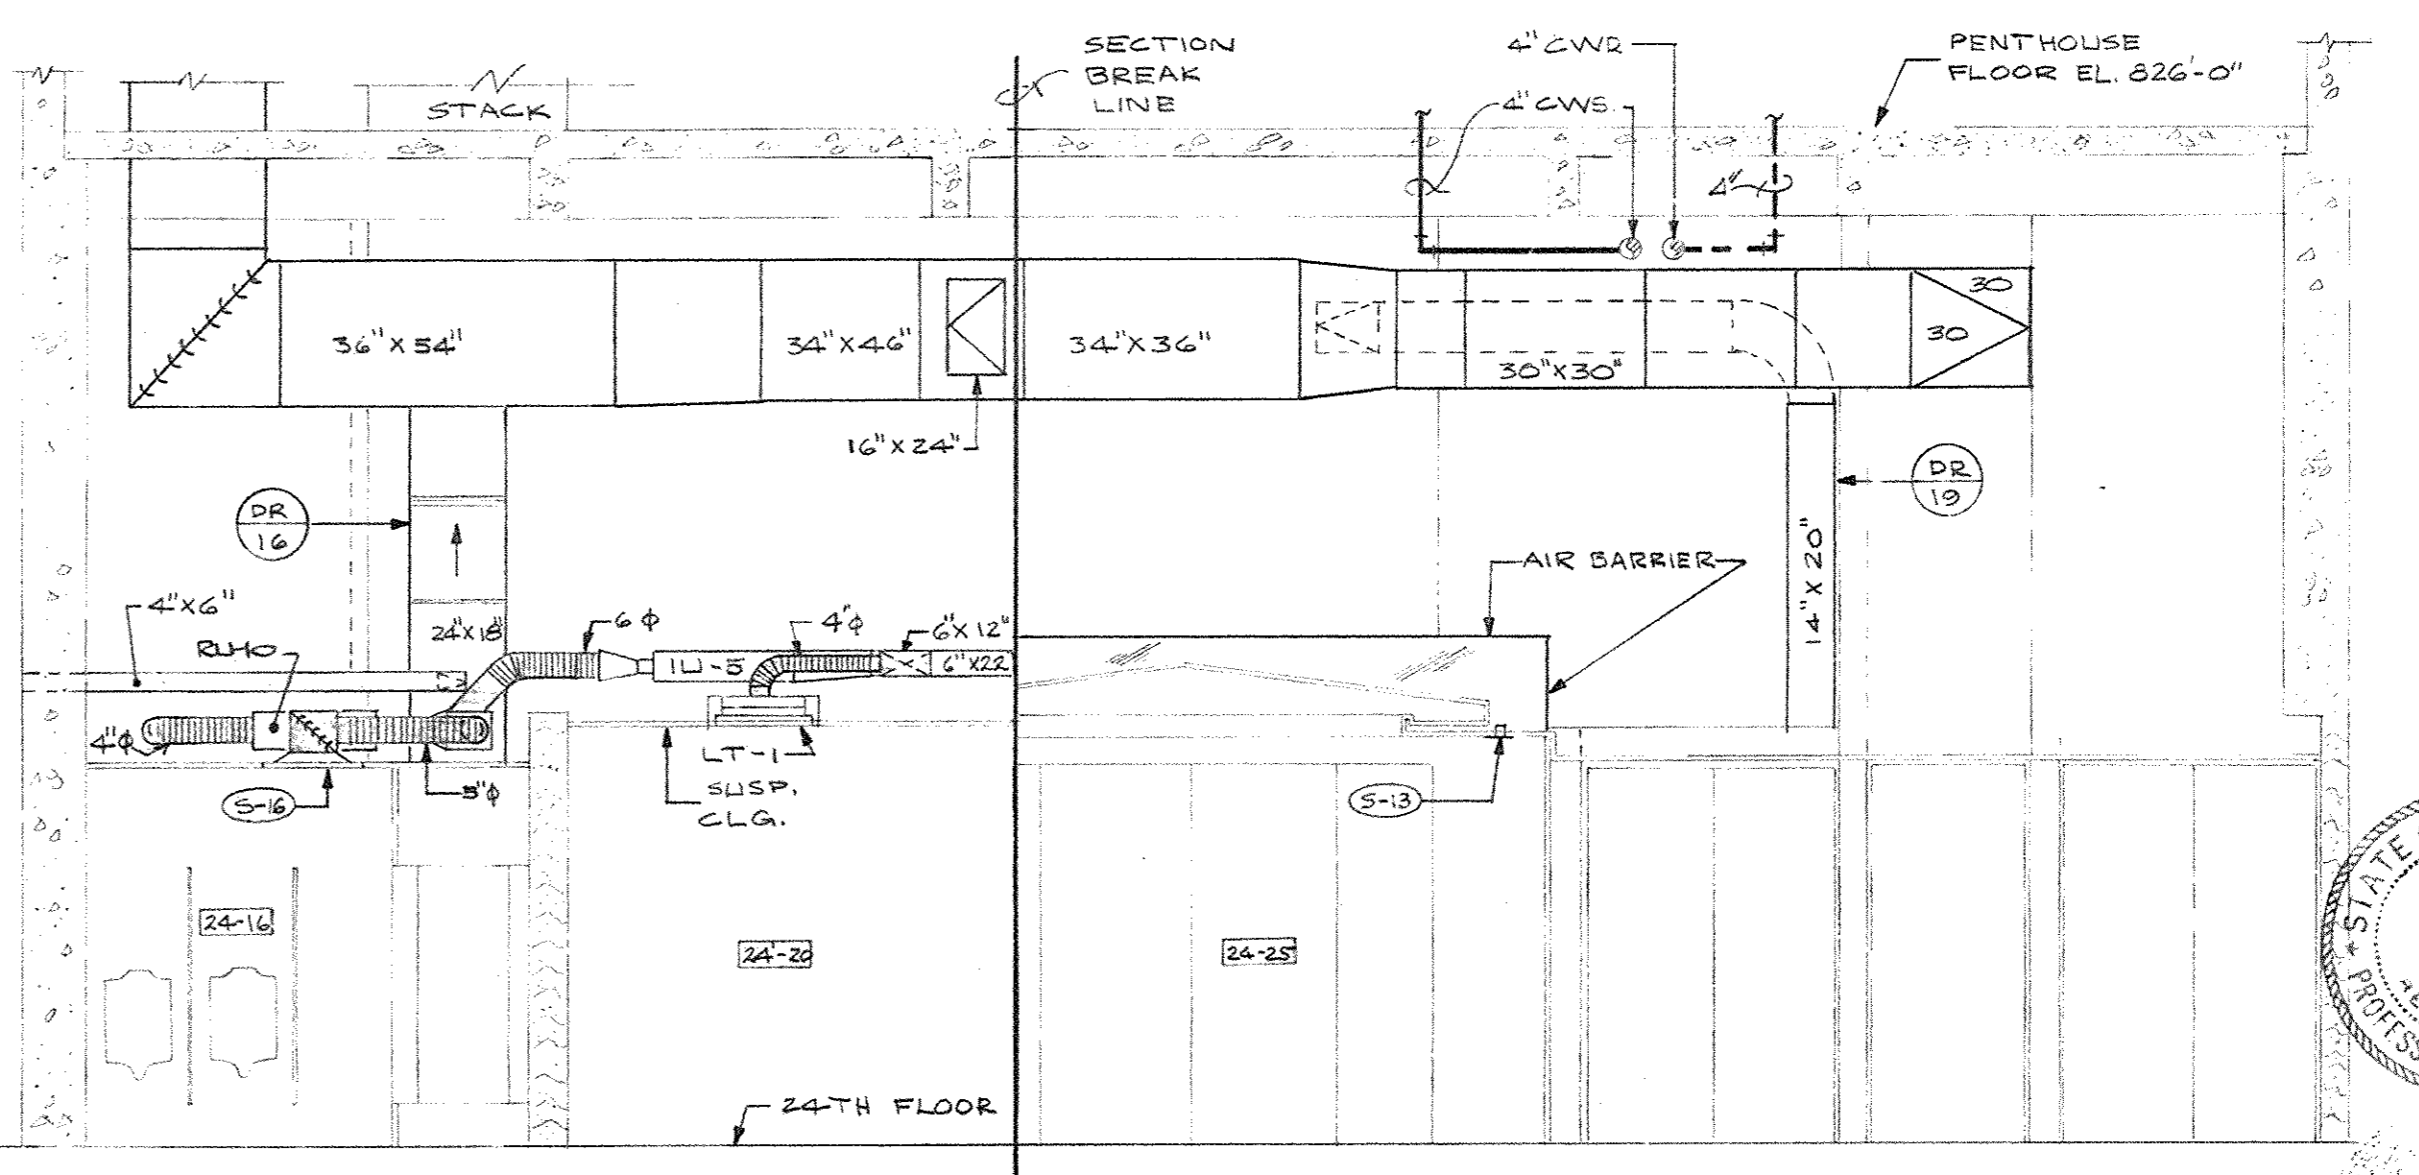 SECTION
BREAK
LINE
4" CWR
4" CWS.
PENTHOUSE
FLOOR EL. 826'-0"
STACK
4"
36" X 54"
34" X 46"
34" X 36"
30" X 30"
30
30
16" X 24"
DR
16
DR
19
14" X 20"
AIR BARRIER
4" X 6"
RLHO
24" X 18"
6 ϕ
4" ϕ
6" X 12"
IU-5
6" X 22
4" ϕ
LT-1
SUSP.
CLG.
S-16
5" ϕ
S-13
24-16
24-20
24-25
24TH FLOOR
STATE
PROFESS